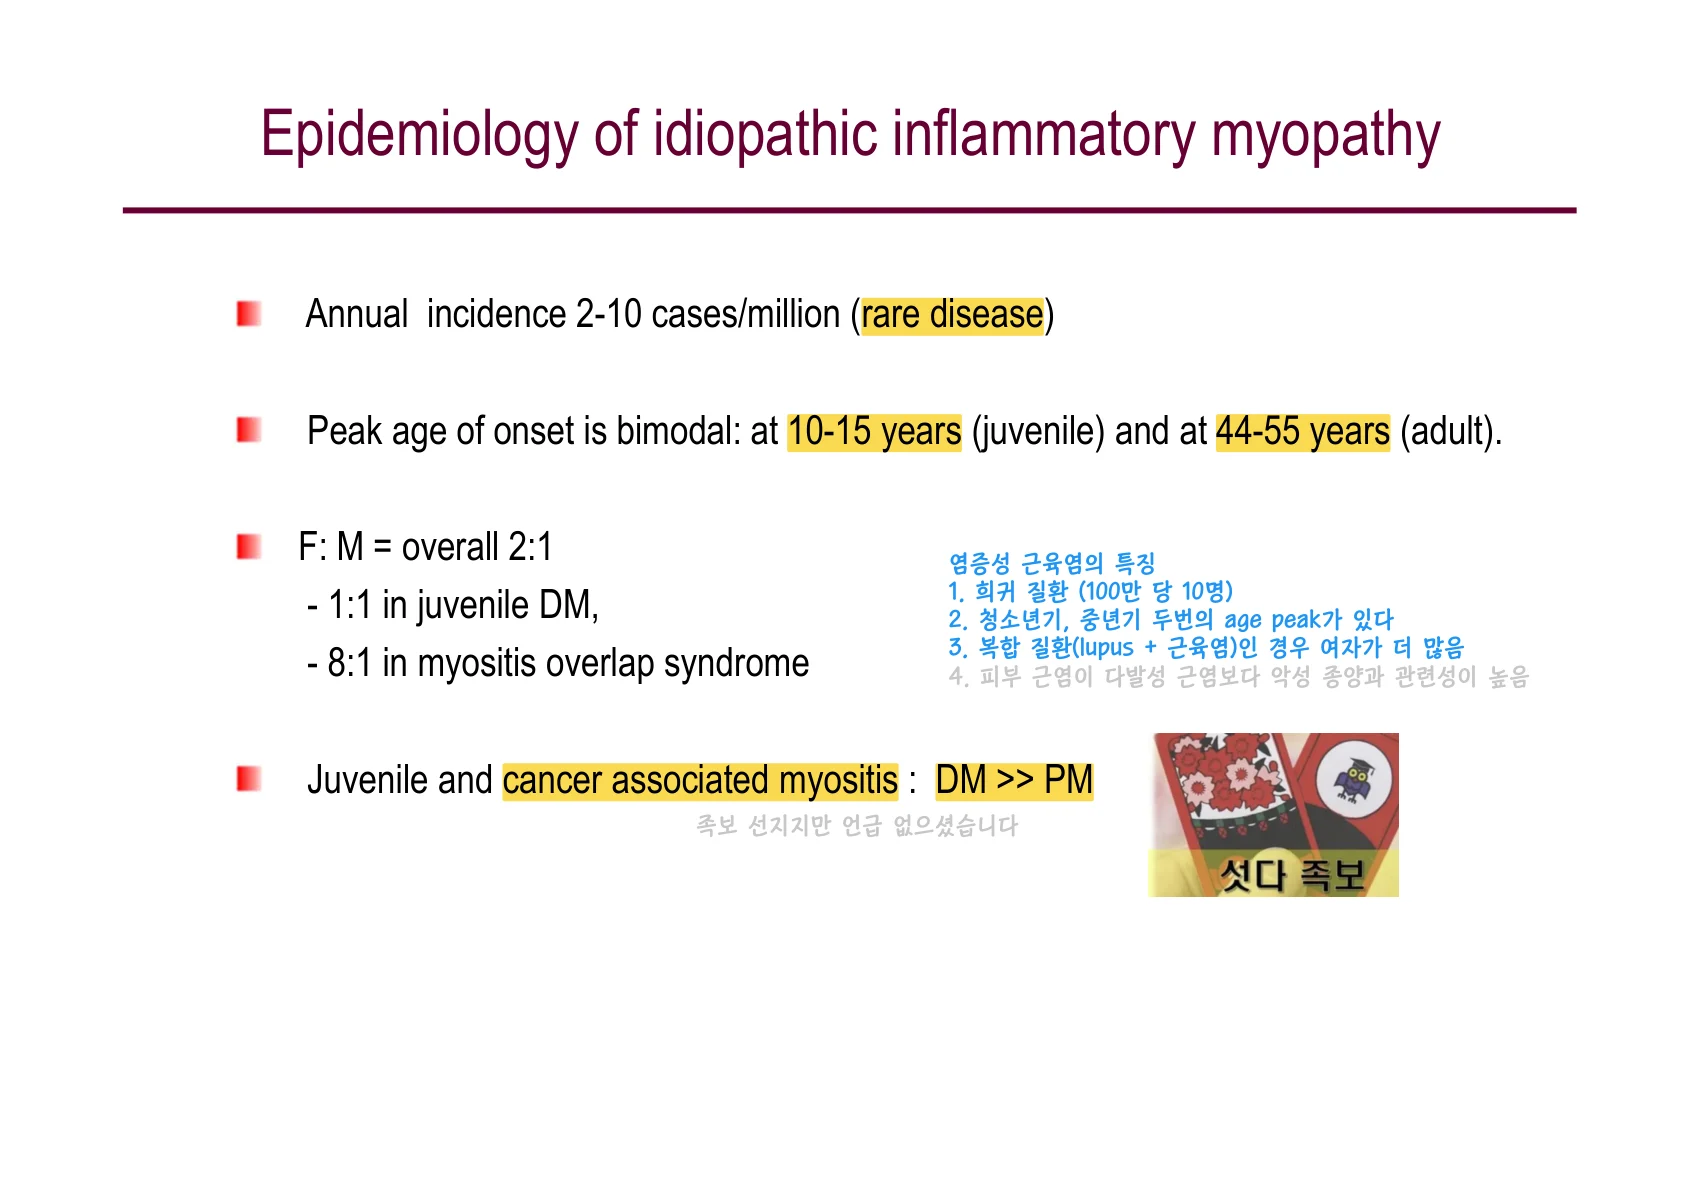 Epidemiology of idiopathic inflammatory myopathy
Annual incidence 2-10 cases/million (rare disease)
Peak age of onset is bimodal: at 10-15 years (juvenile) and at 44-55 years (adult).
F: M = overall 2:1
- 1:1 in juvenile DM,
- 8:1 in myositis overlap syndrome
염증성 근육염의 특징
1. 희귀 질환 (100만 당 10명)
2. 청소년기, 중년기 두번의 age peak가 있다
3. 복합 질환(lupus + 근육염)인 경우 여자가 더 많음
4. 피부 근염이 다발성 근염보다 악성 종양과 관련성이 높음
Juvenile and cancer associated myositis : DM >> PM
족보 선지지만 언급 없으셨습니다
섯다 족보